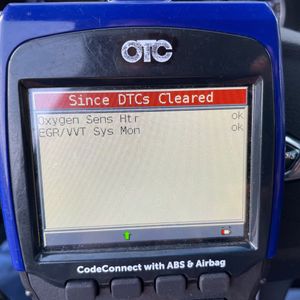 OTC
Since DTCs Cleared
Oxygen Sens Htr ok
EGR/VVT Sys Mon ok
CodeConnect with ABS & Airbag